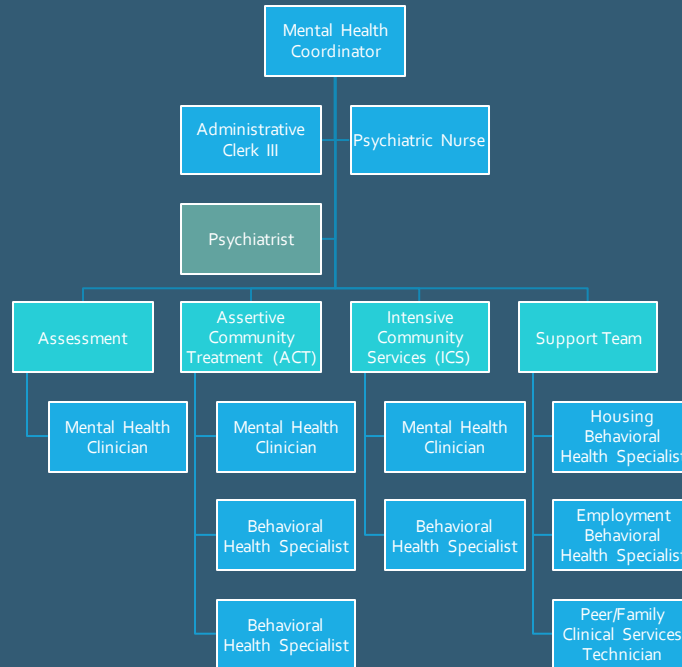 Mental Health
Coordinator
Administrative
Clerk III
Psychiatric Nurse
Psychiatrist
Assessment
Assertive
Community
Treatment (ACT)
Intensive
Community
Services (ICS)
Support Team
Mental Health
Clinician
Mental Health
Clinician
Mental Health
Clinician
Housing
Behavioral
Health Specialist
Behavioral
Health Specialist
Behavioral
Health Specialist
Employment
Behavioral
Health Specialist
Behavioral
Health Specialist
Peer/Family
Clinical Services
Technician